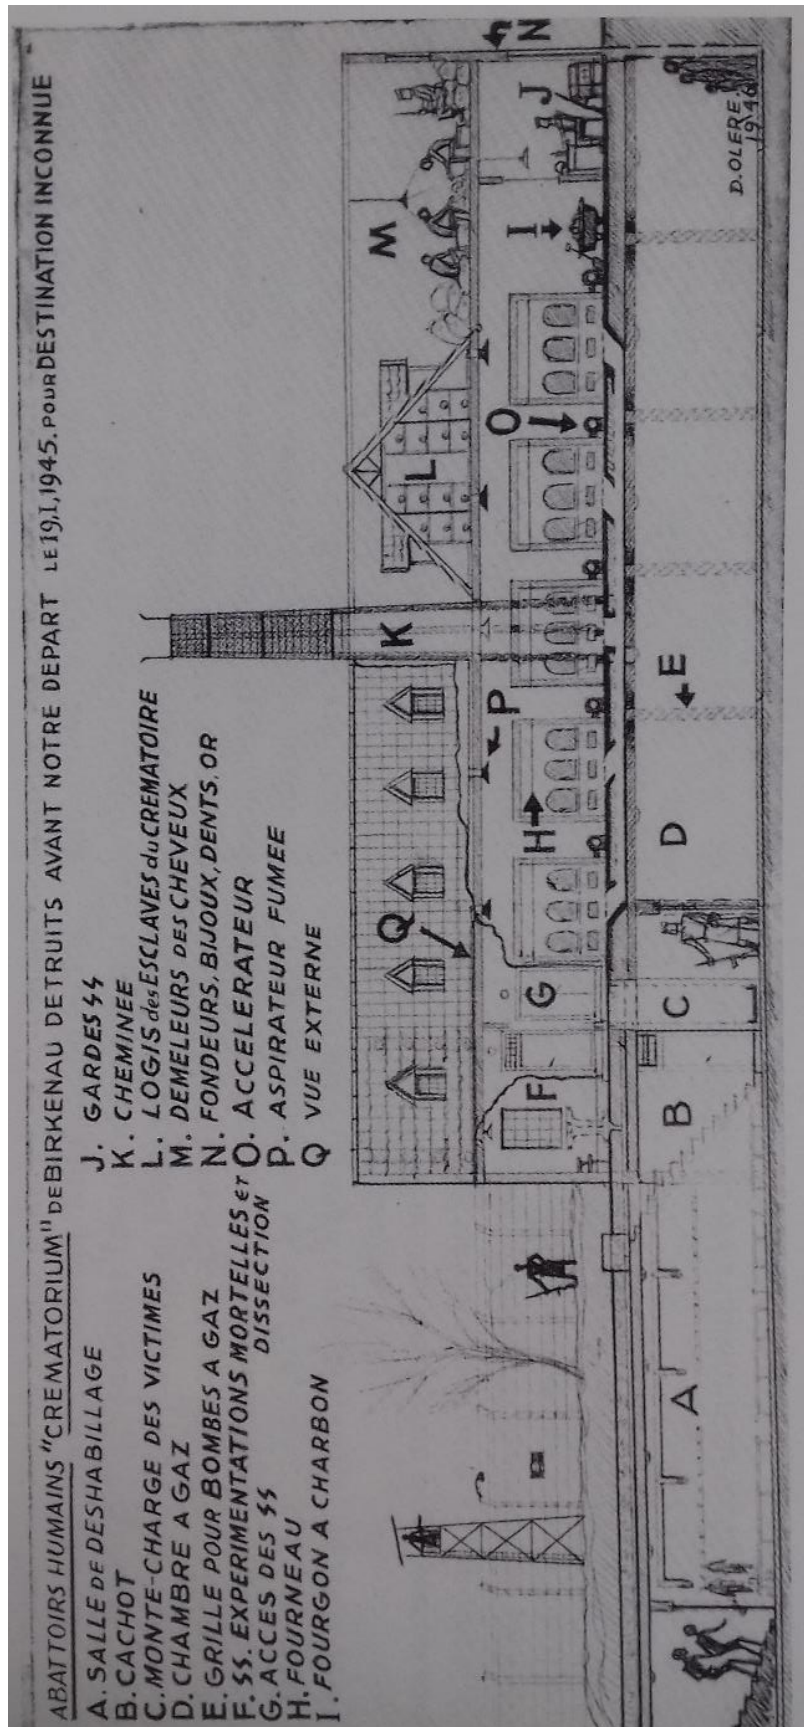 ABATTOIRS HUMAINS "CREMATORIUM" DE BIRKENAU DETRUITS AVANT NOTRE DEPART LE 19,I,1945. POUR DESTINATION INCONNUE
A. SALLE DE DESHABILLAGE
B. CACHOT
C. MONTE-CHARGE DES VICTIMES
D. CHAMBRE A GAZ
E. GRILLE POUR BOMBES A GAZ
F. SS. EXPERIMENTATIONS MORTELLES ET
DISSECTION
G. ACCES DES SS
H. FOURNEAU
I. FOURGON A CHARBON
J. GARDES SS
K. CHEMINEE
L. LOGIS des ESCLAVES du CREMATOIRE
M. DEMELEURS DES CHEVEUX
N. FONDEURS, BIJOUX, DENTS, OR
O. ACCELERATEUR
P. ASPIRATEUR FUMEE
Q VUE EXTERNE
K
L
M
N
Q
P
O
I
J
F
G
H
A
B
C
D
E
D. OLERE.
1946